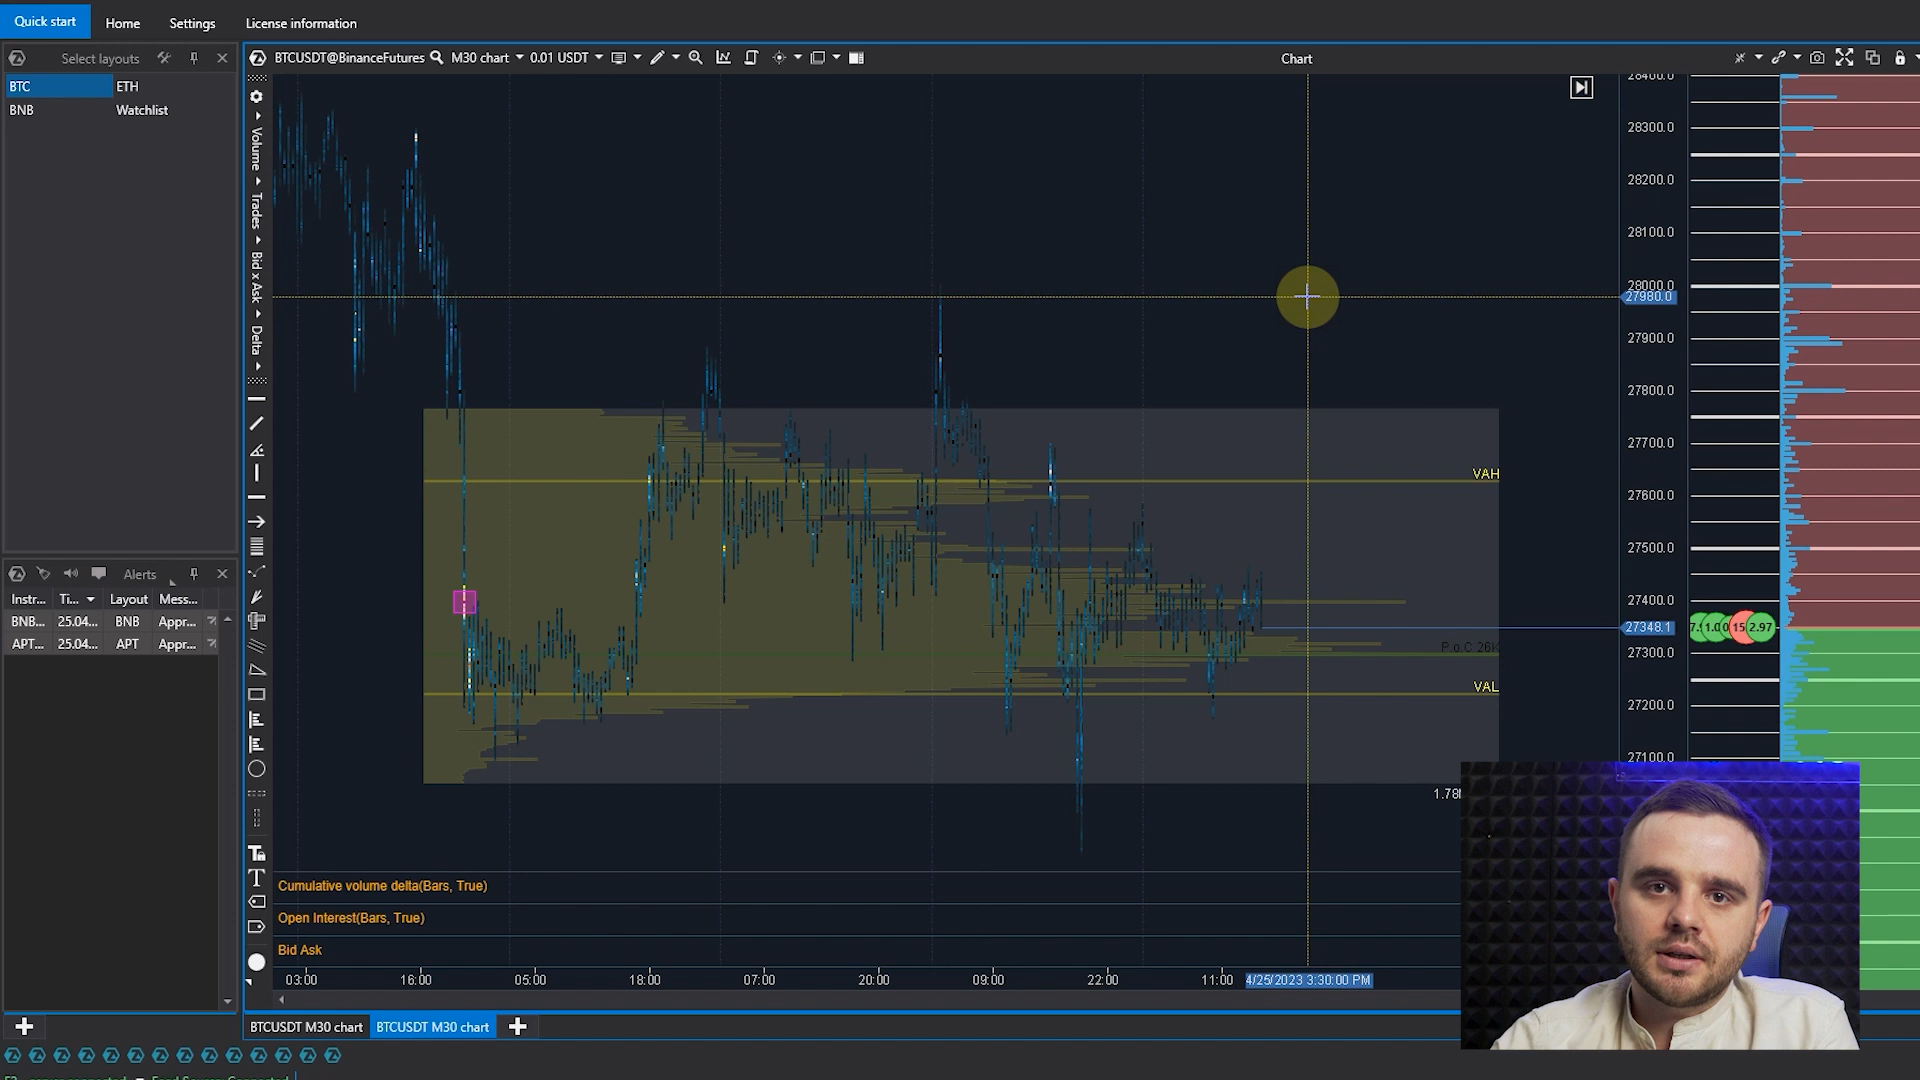 Quick start Home Settings License information
Select layouts
BTC ETH
BNB Watchlist
BTCUSDT@BinanceFutures M30 chart 0.01 USDT Chart
Volume
Trades
Bid x Ask
Delta
28400.0
28300.0
28200.0
28100.0
28000.0
27980.0
27900.0
27800.0
27700.0
27600.0
27500.0
27400.0
27348.1
27300.0
27200.0
27100.0
VAH
P.o.C 26K
VAL
15 2.97
Alerts
Instr... Ti... Layout Mess...
BNB... 25.04... BNB Appr...
APT... 25.04... APT Appr...
Cumulative volume delta(Bars, True)
Open Interest(Bars, True)
Bid Ask
03:00 16:00 05:00 18:00 07:00 20:00 09:00 22:00 11:00 4/25/2023 3:30:00 PM
BTCUSDT M30 chart BTCUSDT M30 chart